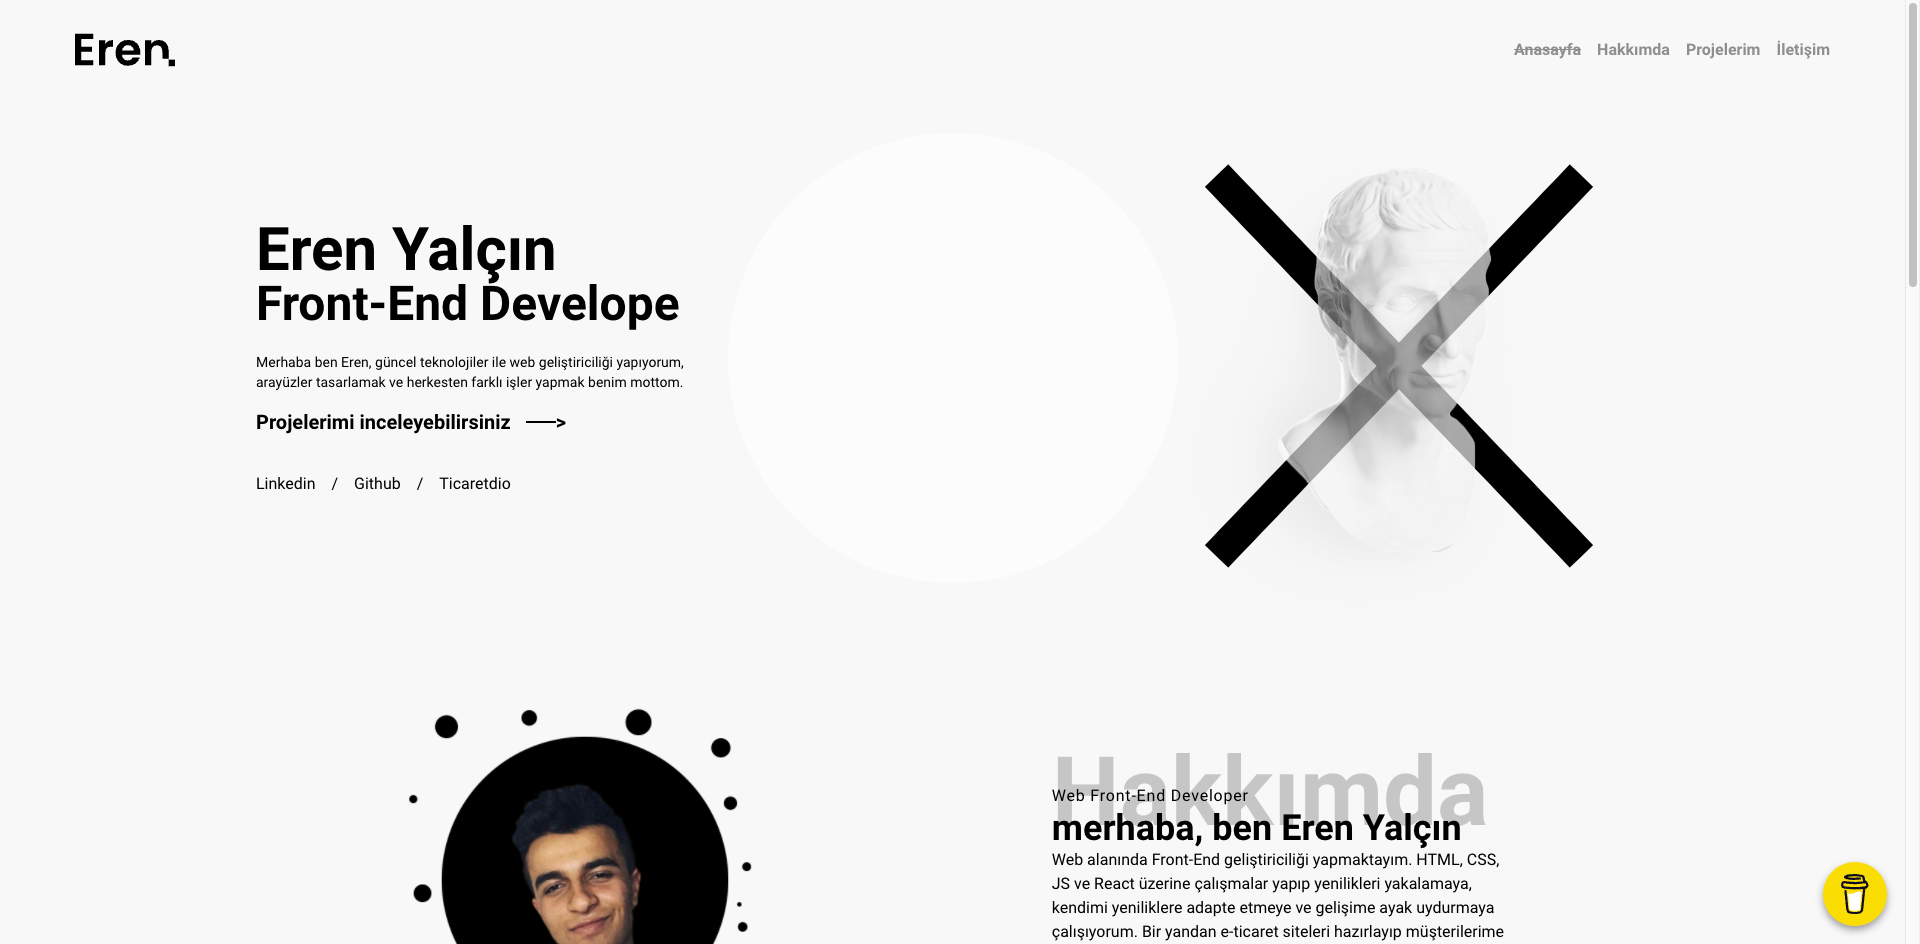 Eren.
Anasayfa Hakkımda Projelerim İletişim
Eren Yalçın
Front-End Develope
Merhaba ben Eren, güncel teknolojiler ile web geliştiriciliği yapıyorum,
arayüzler tasarlamak ve herkesten farklı işler yapmak benim mottom.
Projelerimi inceleyebilirsiniz ──>
Linkedin / Github / Ticaretdio
Hakkımda
Web Front-End Developer
merhaba, ben Eren Yalçın
Web alanında Front-End geliştiriciliği yapmaktayım. HTML, CSS,
JS ve React üzerine çalışmalar yapıp yenilikleri yakalamaya,
kendimi yeniliklere adapte etmeye ve gelişime ayak uydurmaya
çalışıyorum. Bir yandan e-ticaret siteleri hazırlayıp müşterilerime